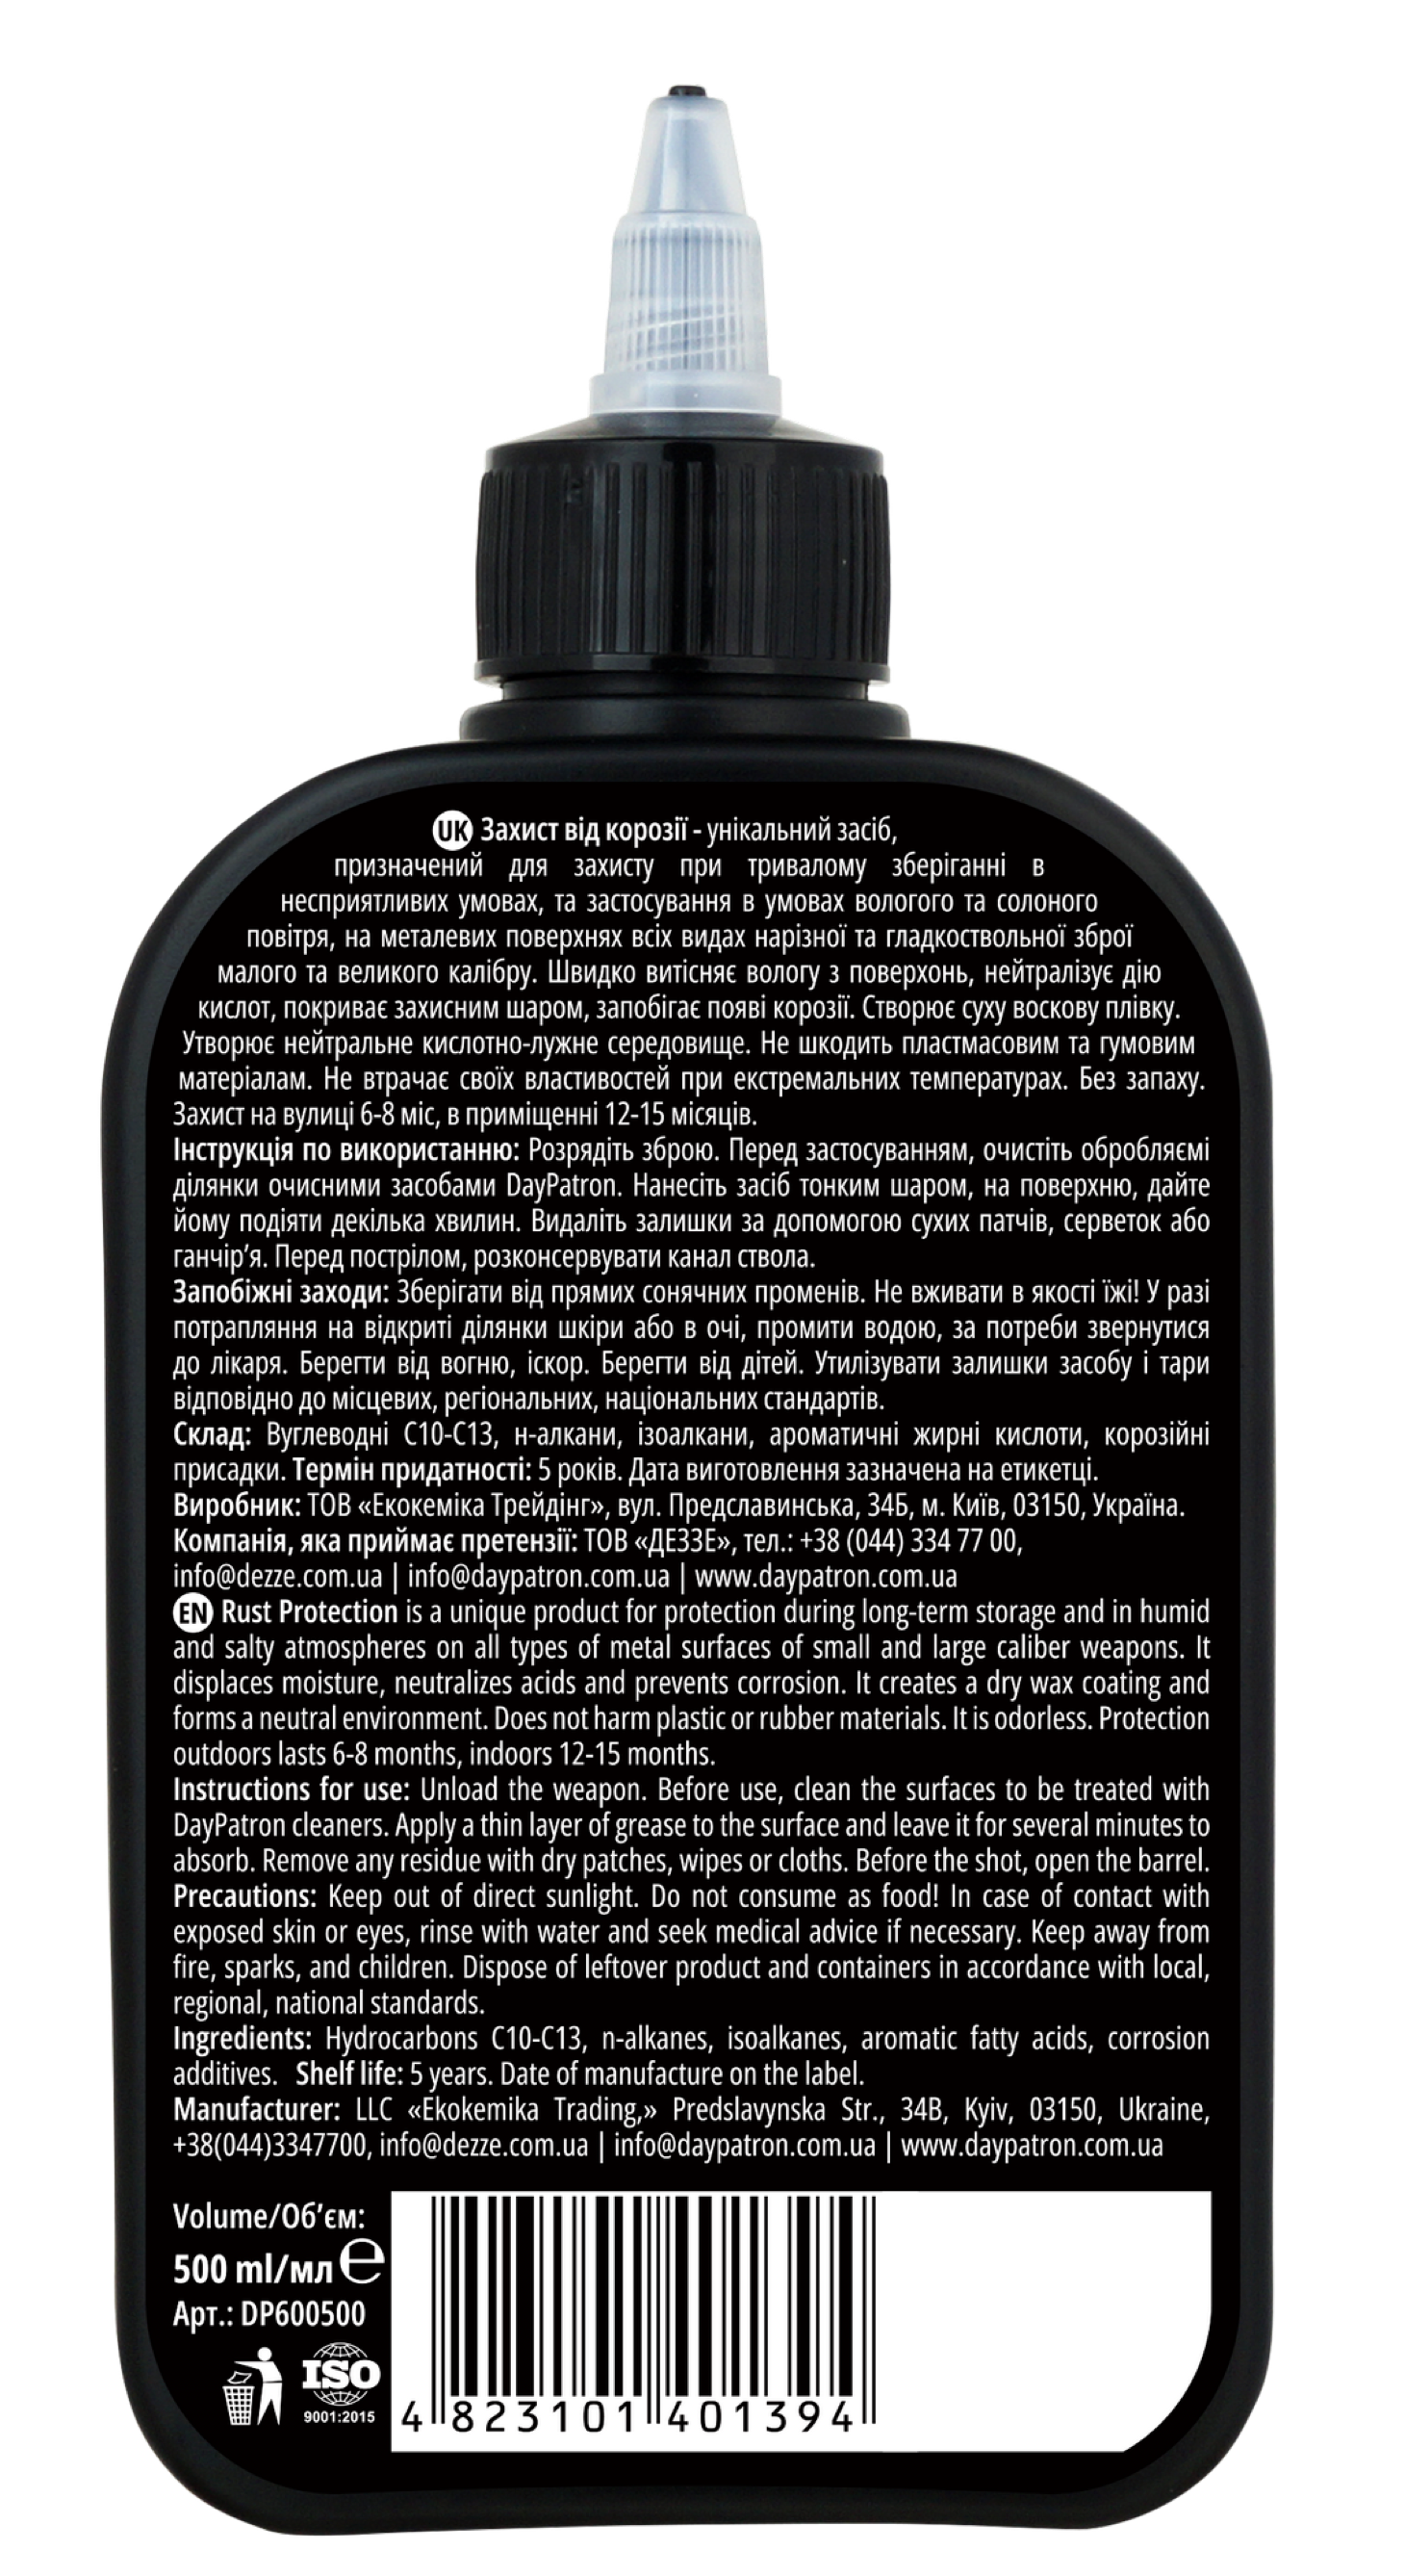 UK Захист від корозії - унікальний засіб,
призначений для захисту при тривалому зберіганні в
несприятливих умовах, та застосування в умовах вологого та солоного
повітря, на металевих поверхнях всіх видах нарізної та гладкоствольної зброї
малого та великого калібру. Швидко витісняє вологу з поверхонь, нейтралізує дію
кислот, покриває захисним шаром, запобігає появі корозії. Створює суху воскову плівку.
Утворює нейтральне кислотно-лужне середовище. Не шкодить пластмасовим та гумовим
матеріалам. Не втрачає своїх властивостей при екстремальних температурах. Без запаху.
Захист на вулиці 6-8 міс, в приміщенні 12-15 місяців.
Інструкція по використанню: Розрядіть зброю. Перед застосуванням, очистіть обробляємі
ділянки очисними засобами DayPatron. Нанесіть засіб тонким шаром, на поверхню, дайте
йому подіяти декілька хвилин. Видаліть залишки за допомогою сухих патчів, серветок або
ганчір’я. Перед пострілом, розконсервувати канал ствола.
Запобіжні заходи: Зберігати від прямих сонячних променів. Не вживати в якості їжі! У разі
потрапляння на відкриті ділянки шкіри або в очі, промити водою, за потреби звернутися
до лікаря. Берегти від вогню, іскор. Берегти від дітей. Утилізувати залишки засобу і тари
відповідно до місцевих, регіональних, національних стандартів.
Склад: Вуглеводні С10-С13, н-алкани, ізоалкани, ароматичні жирні кислоти, корозійні
присадки. Термін придатності: 5 років. Дата виготовлення зазначена на етикетці.
Виробник: ТОВ «Екокеміка Трейдінг», вул. Предславинська, 34Б, м. Київ, 03150, Україна.
Компанія, яка приймає претензії: ТОВ «ДЕЗЗЕ», тел.: +38 (044) 334 77 00,
info@dezze.com.ua | info@daypatron.com.ua | www.daypatron.com.ua
EN Rust Protection is a unique product for protection during long-term storage and in humid
and salty atmospheres on all types of metal surfaces of small and large caliber weapons. It
displaces moisture, neutralizes acids and prevents corrosion. It creates a dry wax coating and
forms a neutral environment. Does not harm plastic or rubber materials. It is odorless. Protection
outdoors lasts 6-8 months, indoors 12-15 months.
Instructions for use: Unload the weapon. Before use, clean the surfaces to be treated with
DayPatron cleaners. Apply a thin layer of grease to the surface and leave it for several minutes to
absorb. Remove any residue with dry patches, wipes or cloths. Before the shot, open the barrel.
Precautions: Keep out of direct sunlight. Do not consume as food! In case of contact with
exposed skin or eyes, rinse with water and seek medical advice if necessary. Keep away from
fire, sparks, and children. Dispose of leftover product and containers in accordance with local,
regional, national standards.
Ingredients: Hydrocarbons C10-C13, n-alkanes, isoalkanes, aromatic fatty acids, corrosion
additives. Shelf life: 5 years. Date of manufacture on the label.
Manufacturer: LLC «Ekokemika Trading,» Predslavynska Str., 34B, Kyiv, 03150, Ukraine,
+38(044)3347700, info@dezze.com.ua | info@daypatron.com.ua | www.daypatron.com.ua
Volume/Об’єм:
500 ml/мл ℮
Арт.: DP600500
ISO
9001:2015
4 823101 401394